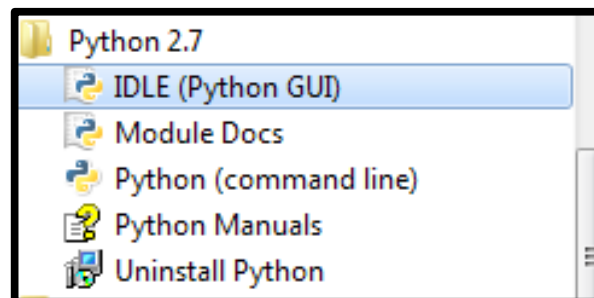 Python 2.7
IDLE (Python GUI)
Module Docs
Python (command line)
Python Manuals
Uninstall Python